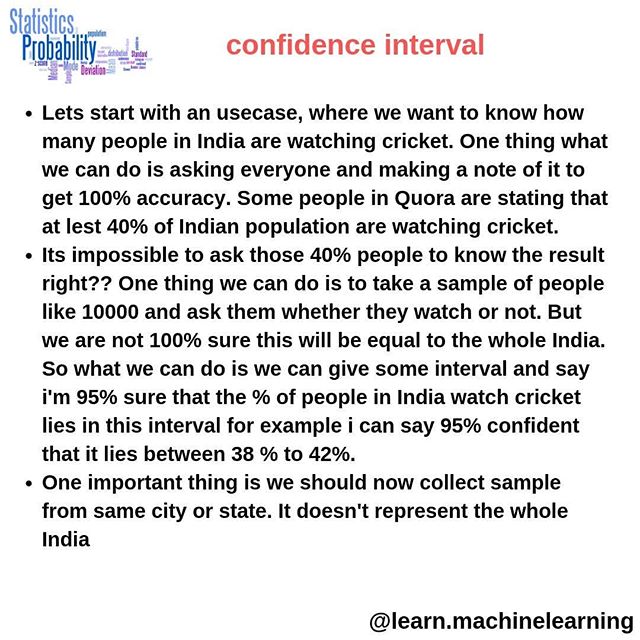 Statistics
Probability
population
distributed
Standard
Z-score
Mode
Deviation
confidence interval
• Lets start with an usecase, where we want to know how
many people in India are watching cricket. One thing what
we can do is asking everyone and making a note of it to
get 100% accuracy. Some people in Quora are stating that
at lest 40% of Indian population are watching cricket.
• Its impossible to ask those 40% people to know the result
right?? One thing we can do is to take a sample of people
like 10000 and ask them whether they watch or not. But
we are not 100% sure this will be equal to the whole India.
So what we can do is we can give some interval and say
i'm 95% sure that the % of people in India watch cricket
lies in this interval for example i can say 95% confident
that it lies between 38 % to 42%.
• One important thing is we should now collect sample
from same city or state. It doesn't represent the whole
India
@learn.machinelearning